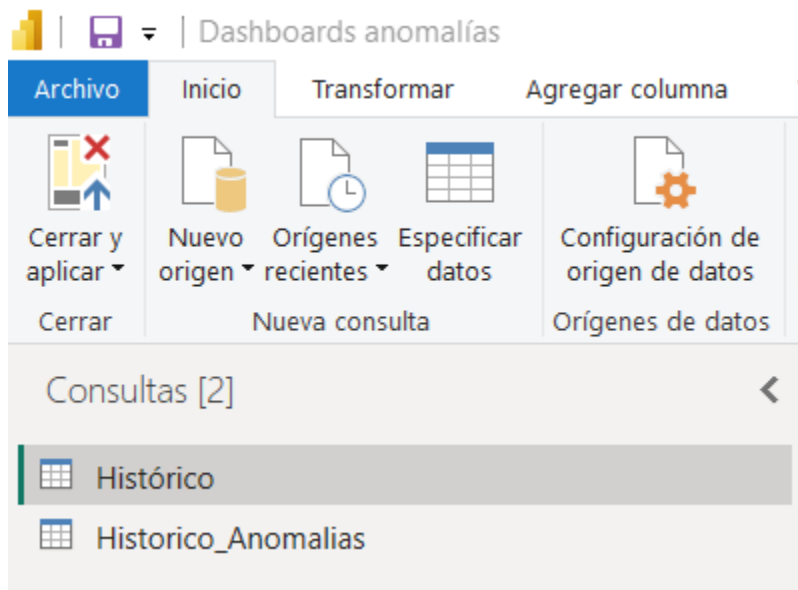 Dashboards anomalías
Archivo Inicio Transformar Agregar columna
Cerrar y Nuevo Orígenes Especificar Configuración de
aplicar origen recientes datos origen de datos
Cerrar Nueva consulta Orígenes de datos
Consultas [2]
Histórico
Historico_Anomalias